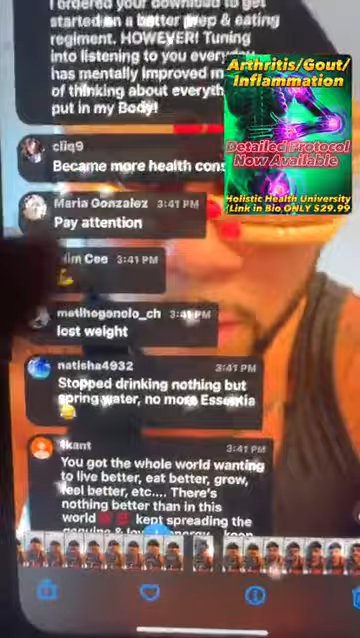 I ordered your download to get
started on a better prep & eating
regiment. HOWEVER! Tuning
into listening to you everyday
has mentally improved
of thinking about
put in my Body!
Arthritis/Gout/
Inflammation
Detailed Protocol
Now Available
Holistic Health University
Link in Bio ONLY $29.99
cliq9
Became more health
Maria Gonzalez 3:41 PM
Pay attention
Cee 3:41 PM
3:41 PM
lost weight
natisha4932
3:41 PM
Stopped drinking nothing but
spring water, no more Essentia
4kant
3:41 PM
You got the whole world wanting
to live better, eat better, grow,
feel better, etc.... There's
nothing better than in this
world kept spreading the